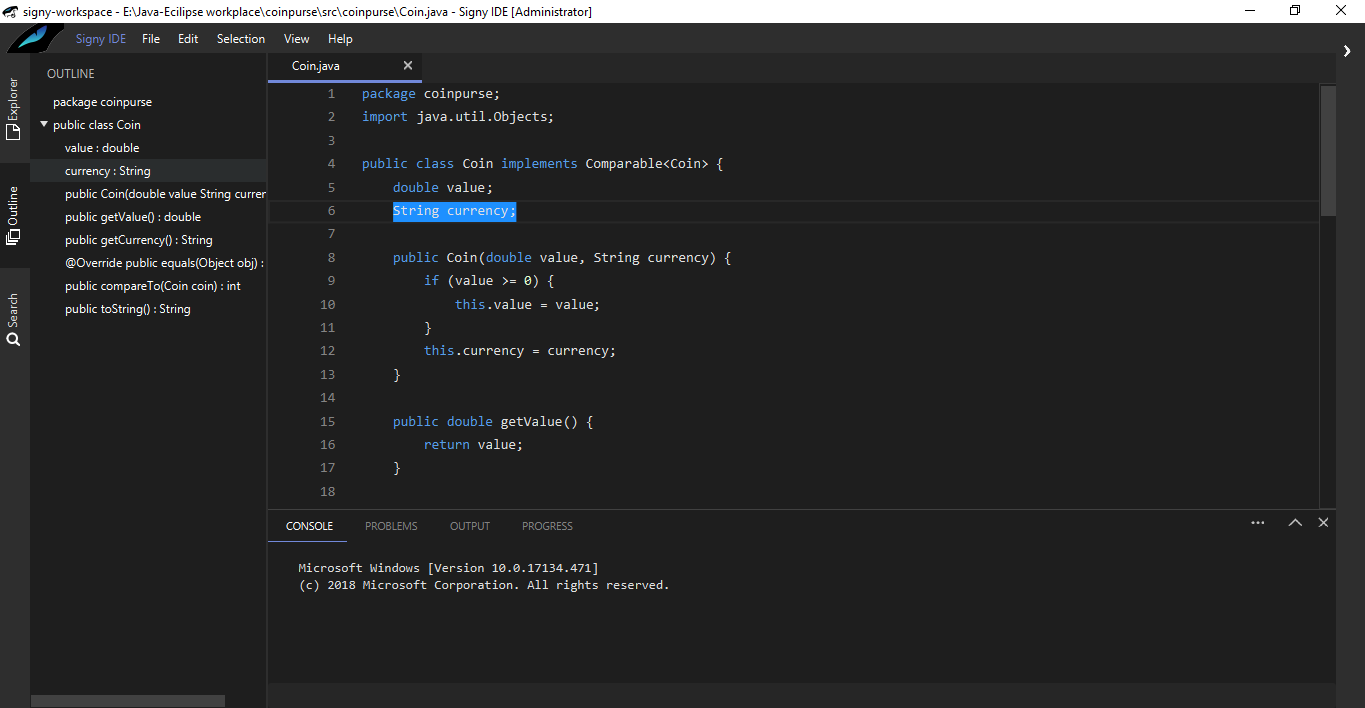 signy-workspace - E:\Java-Ecilipse workplace\coinpurse\src\coinpurse\Coin.java - Signy IDE [Administrator]
Signy IDE File Edit Selection View Help
Explorer
Outline
Search
OUTLINE
package coinpurse
public class Coin
value : double
currency : String
public Coin(double value String curren
public getValue() : double
public getCurrency() : String
@Override public equals(Object obj) :
public compareTo(Coin coin) : int
public toString() : String
Coin.java
1 package coinpurse;
2 import java.util.Objects;
3
4 public class Coin implements Comparable<Coin> {
5 double value;
6 String currency;
7
8 public Coin(double value, String currency) {
9 if (value >= 0) {
10 this.value = value;
11 }
12 this.currency = currency;
13 }
14
15 public double getValue() {
16 return value;
17 }
18
CONSOLE PROBLEMS OUTPUT PROGRESS
Microsoft Windows [Version 10.0.17134.471]
(c) 2018 Microsoft Corporation. All rights reserved.